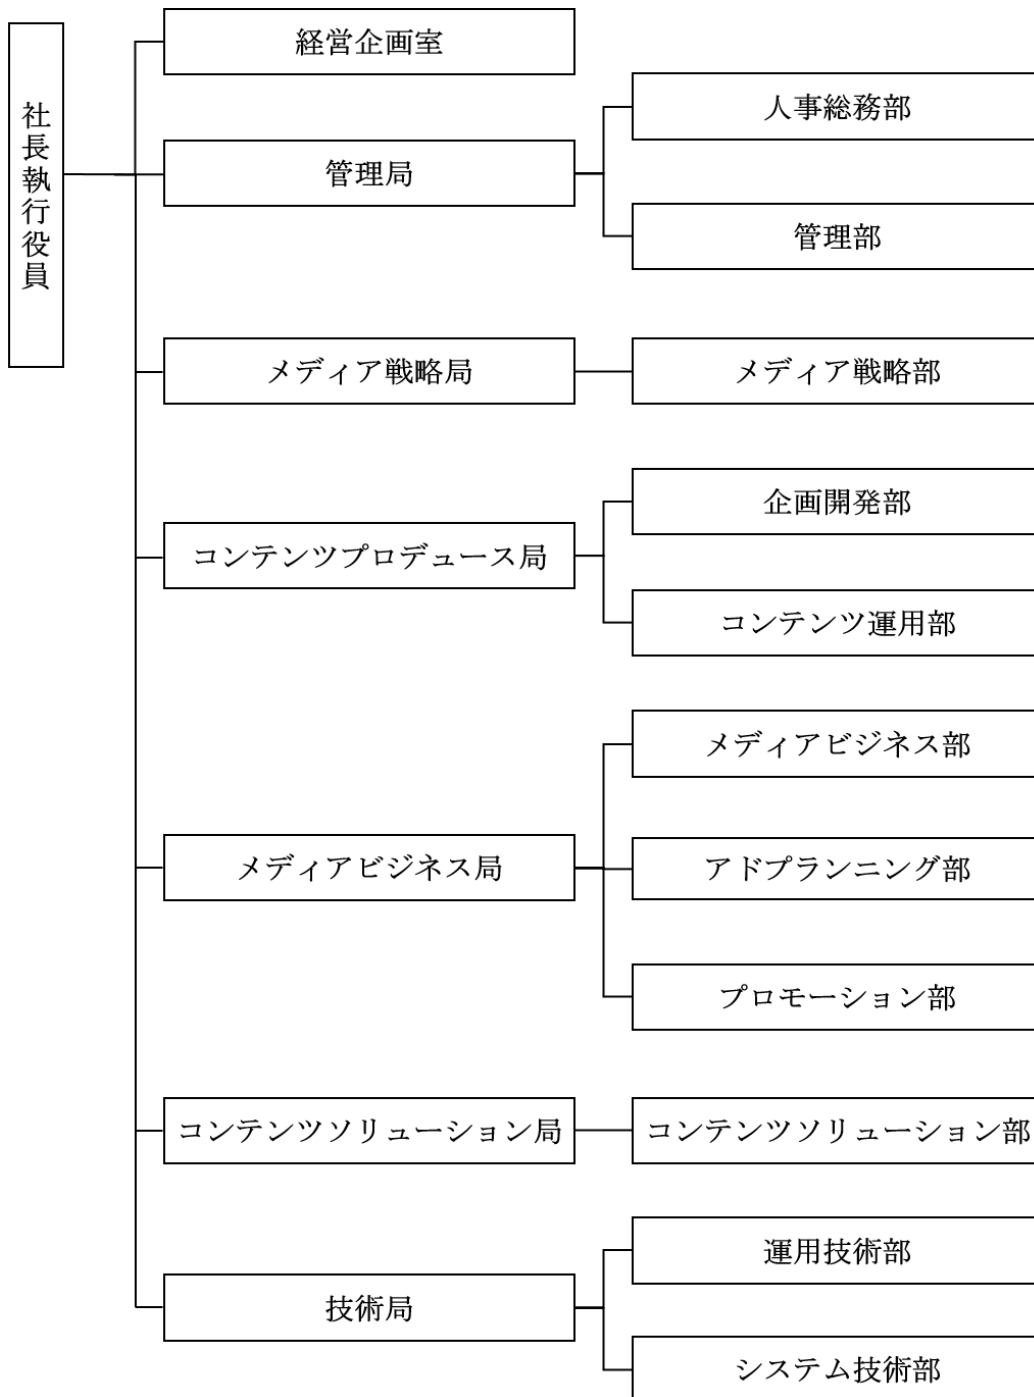 社長執行役員
経営企画室
管理局
人事総務部
管理部
メディア戦略局
メディア戦略部
コンテンツプロデュース局
企画開発部
コンテンツ運用部
メディアビジネス局
メディアビジネス部
アドプランニング部
プロモーション部
コンテンツソリューション局
コンテンツソリューション部
技術局
運用技術部
システム技術部